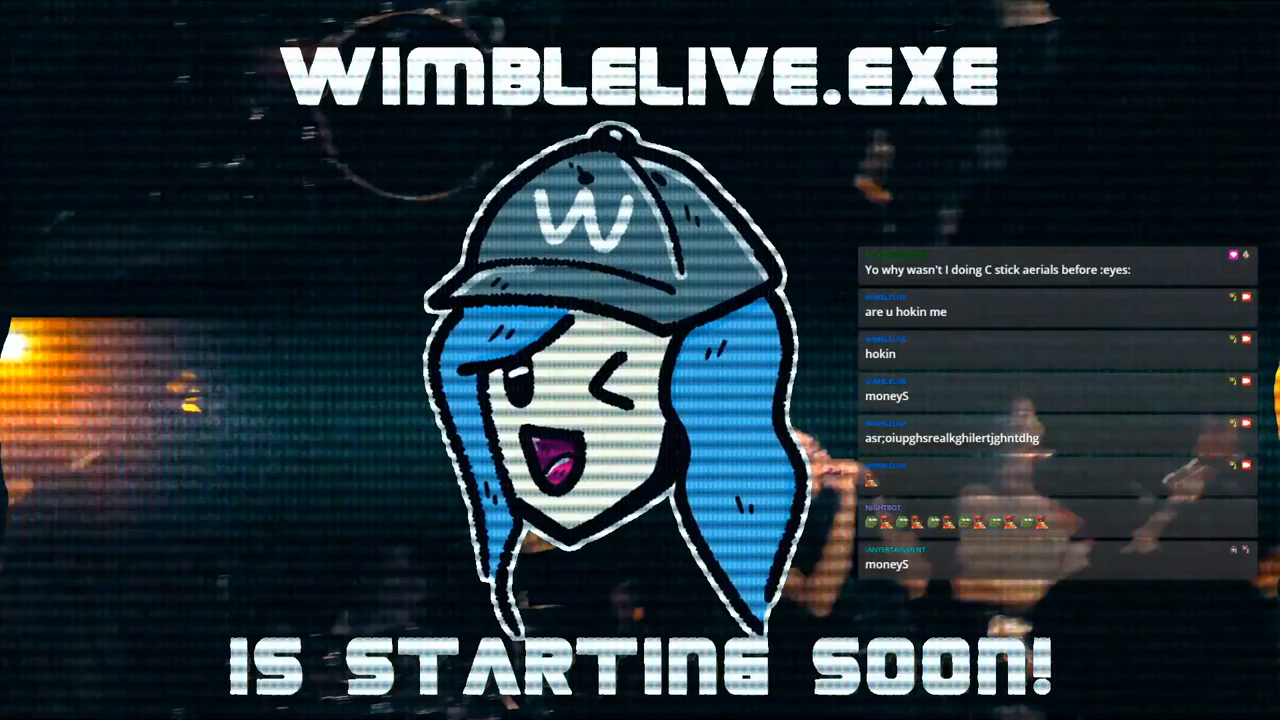 WIMBLELIVE.EXE
W
Yo why wasn't I doing C stick aerials before :eyes:
WIMBLELIVE
are u hokin me
WIMBLELIVE
hokin
WIMBLELIVE
moneyS
WIMBLELIVE
asr;oiupghsrealkghilertjghntdhg
WIMBLELIVE
NIGHTBOT
IANTERTAINMENT
moneyS
IS STARTING SOON!